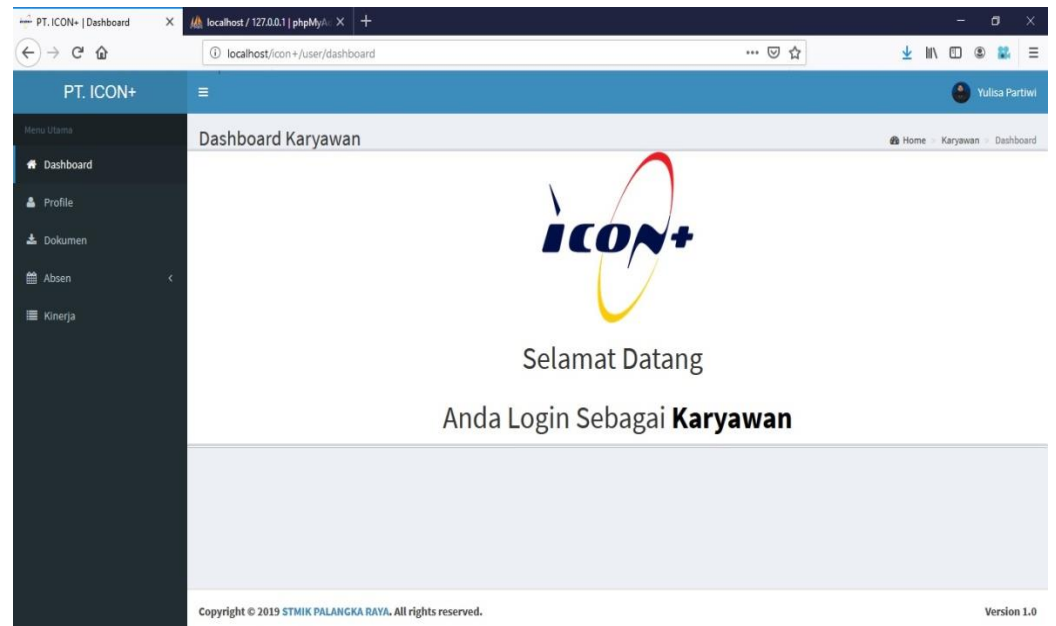 PT. ICON+ | Dashboard
localhost / 127.0.0.1 | phpMyAd
localhost/icon+/user/dashboard
PT. ICON+
Yulisa Partiwi
Menu Utama
Dashboard Karyawan
Home > Karyawan > Dashboard
Dashboard
Profile
Dokumen
Absen
Kinerja
icon+
Selamat Datang
Anda Login Sebagai Karyawan
Copyright © 2019 STMIK PALANGKA RAYA. All rights reserved.
Version 1.0